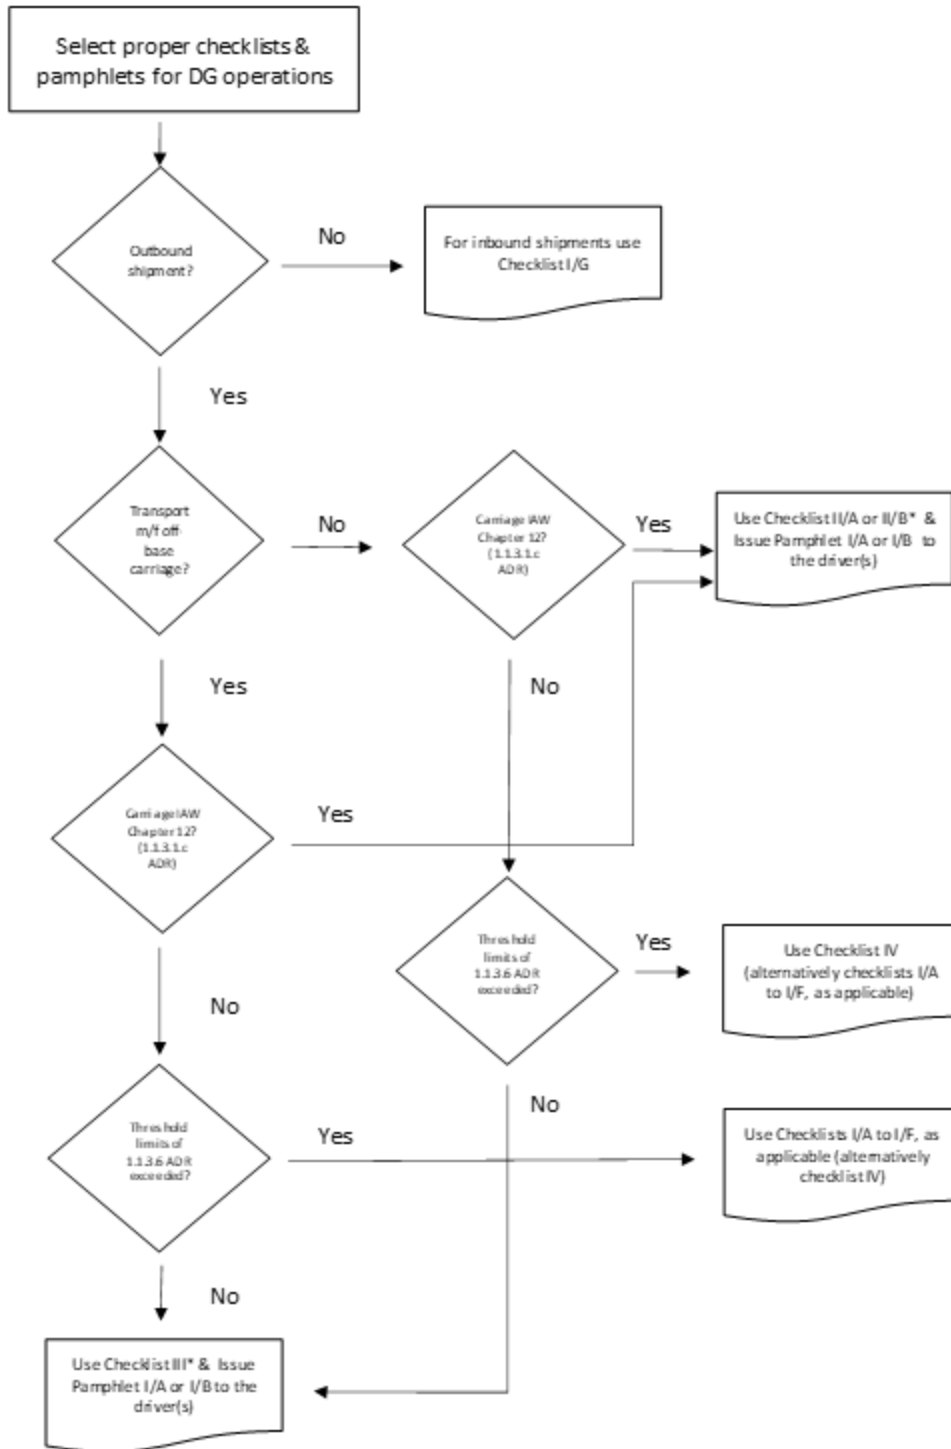 Select proper checklists &
pamphlets for DG operations
Outbound
shipment?
No
For inbound shipments use
Checklist I/G
Yes
Transport
m/f off-
base
carriage?
No
Carriage IAW
Chapter 12?
(1.1.3.1.c
ADR)
Yes
Use Checklist II/A or II/B* &
Issue Pamphlet I/A or I/B to
the driver(s)
Yes
No
Carriage IAW
Chapter 12?
(1.1.3.1.c
ADR)
Yes
Threshold
limits of
1.1.3.6 ADR
exceeded?
Yes
Use Checklist IV
(alternatively checklists I/A
to I/F, as applicable)
No
No
Threshold
limits of
1.1.3.6 ADR
exceeded?
Yes
Use Checklists I/A to I/F, as
applicable (alternatively
checklist IV)
No
Use Checklist III* & Issue
Pamphlet I/A or I/B to the
driver(s)